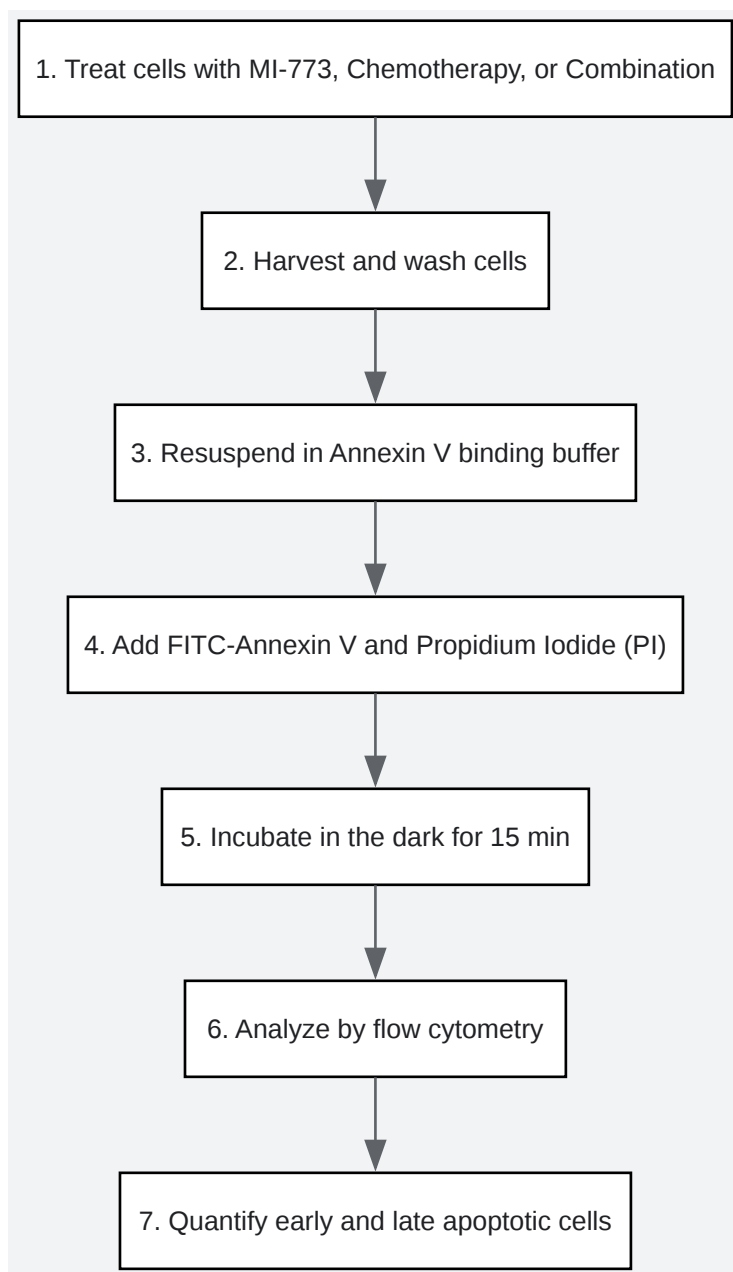 1. Treat cells with MI-773, Chemotherapy, or Combination
2. Harvest and wash cells
3. Resuspend in Annexin V binding buffer
4. Add FITC-Annexin V and Propidium Iodide (PI)
5. Incubate in the dark for 15 min
6. Analyze by flow cytometry
7. Quantify early and late apoptotic cells